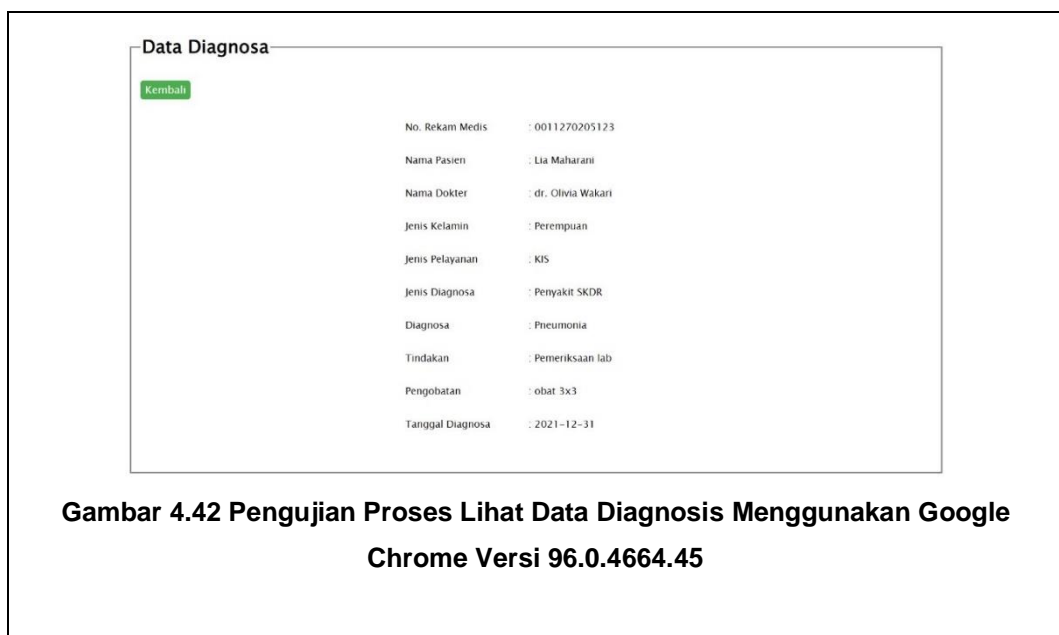 Data Diagnosa
Kembali
No. Rekam Medis : 0011270205123
Nama Pasien : Lia Maharani
Nama Dokter : dr. Olivia Wakari
Jenis Kelamin : Perempuan
Jenis Pelayanan : KIS
Jenis Diagnosa : Penyakit SKDR
Diagnosa : Pneumonia
Tindakan : Pemeriksaan lab
Pengobatan : obat 3x3
Tanggal Diagnosa : 2021-12-31
Gambar 4.42 Pengujian Proses Lihat Data Diagnosis Menggunakan Google
Chrome Versi 96.0.4664.45